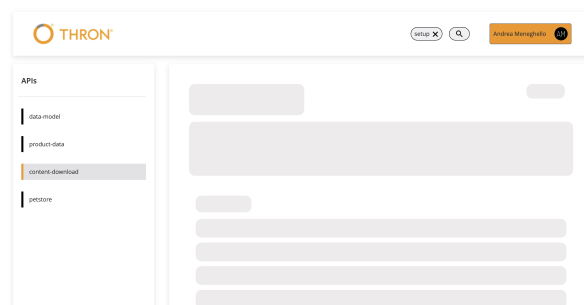 THRON
setup
Andrea Meneghello
AM
APIs
data-model
product-data
content-download
petstore